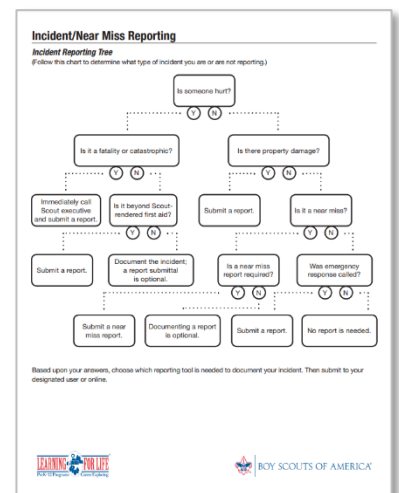 Incident/Near Miss Reporting
Incident Reporting Tree
(Follow this chart to determine what type of incident you are or are not reporting.)
Is someone hurt?
Y N
Is it a fatality or catastrophic?
Is there property damage?
Y N
Y N
Immediately call
Scout executive
and submit a report.
Is it beyond Scout-
rendered first aid?
Submit a report.
Is it a near miss?
Y N
Y N
Submit a report.
Document the incident;
a report submittal
is optional.
Is a near miss
report required?
Was emergency
response called?
Y N
Y N
Submit a near
miss report.
Documenting a report
is optional.
Submit a report.
No report is needed.
Based upon your answers, choose which reporting tool is needed to document your incident. Then submit to your
designated user or online.
LEARNING FOR LIFE
BOY SCOUTS OF AMERICA